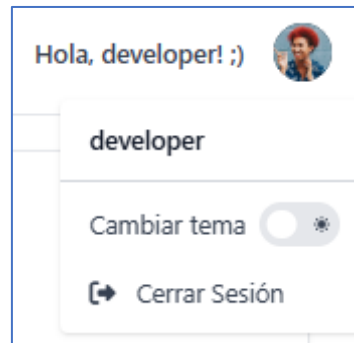 Hola, developer! ;)
developer
Cambiar tema
Cerrar Sesión